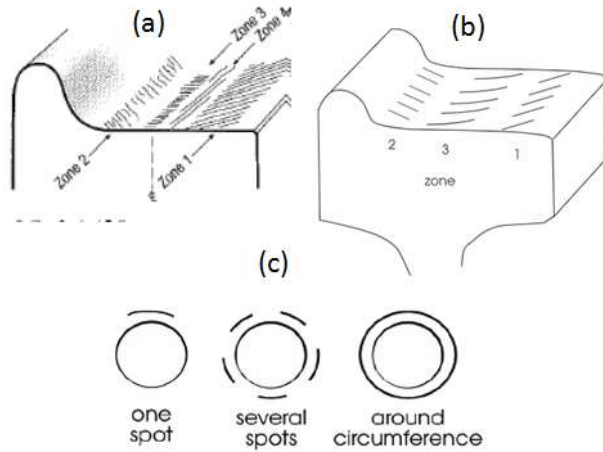 (a)
Zone 3
Zone 4
Zone 2
Zone 1
(b)
2 3 1
zone
(c)
one
spot
several
spots
around
circumference